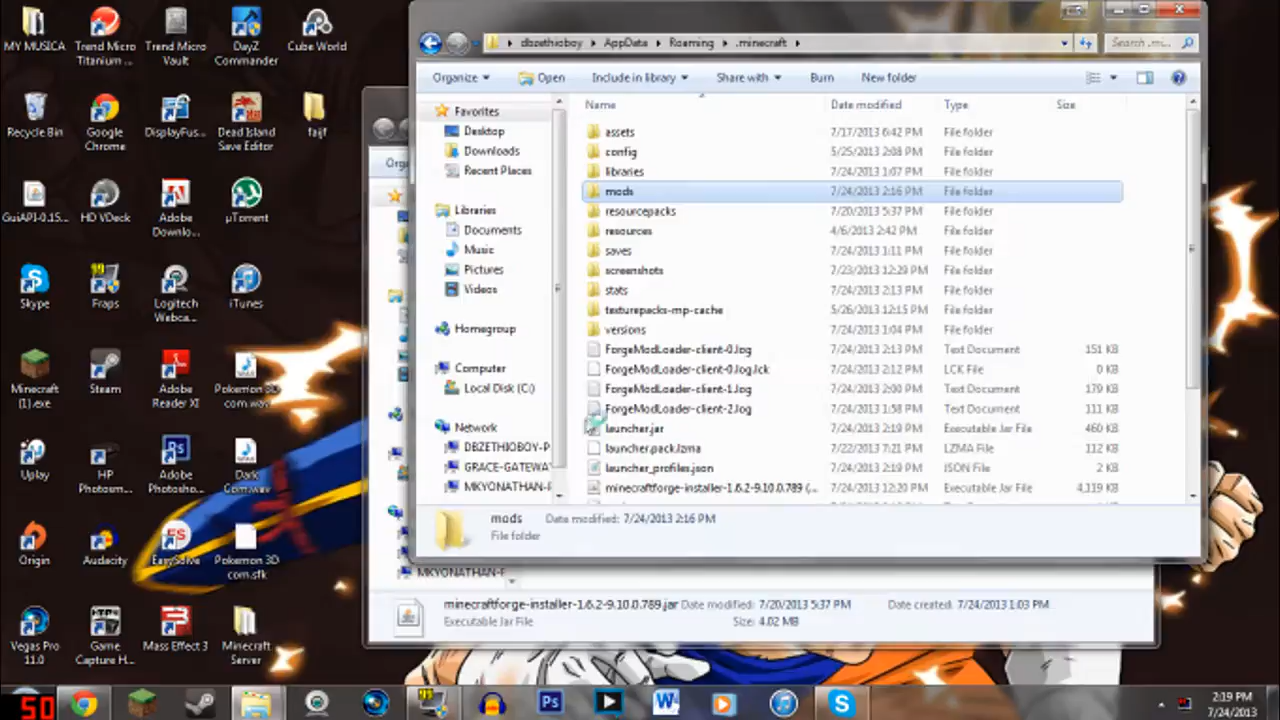 MY MUSICA
Trend Micro Titanium ...
Trend Micro Vault
DayZ Commander
Cube World
Recycle Bin
Google Chrome
DisplayFus...
Dead Island Save Editor
faijf
GuiAPI-0.15...
HD VDeck
Adobe Downlo...
µTorrent
Skype
Fraps
Logitech Webca...
iTunes
Minecraft (1).exe
Steam
Adobe Reader XI
Pokemon 3D com.wav
Uplay
HP Photosm...
Adobe Photosho...
Dark Corn.wav
Origin
Audacity
EasySolve
Pokemon 3D com.sfk
Vegas Pro 11.0
Game Capture H...
Mass Effect 3
Minecraft Server
dbzethioboy ▸ AppData ▸ Roaming ▸ .minecraft ▸
Search .mi...
Organize
Open
Include in library
Share with
Burn
New folder
Favorites
Desktop
Downloads
Recent Places
Libraries
Documents
Music
Pictures
Videos
Homegroup
Computer
Local Disk (C:)
Network
DBZETHIOBOY-P
GRACE-GATEWA
MKYONATHAN-P
Name Date modified Type Size
assets 7/17/2013 6:42 PM File folder
config 5/25/2013 2:08 PM File folder
libraries 7/24/2013 1:07 PM File folder
mods 7/24/2013 2:16 PM File folder
resourcepacks 7/20/2013 5:37 PM File folder
resources 4/6/2013 2:42 PM File folder
saves 7/24/2013 1:11 PM File folder
screenshots 7/23/2013 12:29 PM File folder
stats 7/24/2013 2:13 PM File folder
texturepacks-mp-cache 5/26/2013 12:15 PM File folder
versions 7/24/2013 1:04 PM File folder
ForgeModLoader-client-0.log 7/24/2013 2:13 PM Text Document 151 KB
ForgeModLoader-client-0.log.lck 7/24/2013 2:12 PM LCK File 0 KB
ForgeModLoader-client-1.log 7/24/2013 2:00 PM Text Document 179 KB
ForgeModLoader-client-2.log 7/24/2013 1:58 PM Text Document 111 KB
launcher.jar 7/24/2013 2:19 PM Executable Jar File 460 KB
launcher.pack.lzma 7/22/2013 7:21 PM LZMA File 112 KB
launcher_profiles.json 7/24/2013 2:19 PM JSON File 2 KB
minecraftforge-installer-1.6.2-9.10.0.789 (... 7/24/2013 12:20 PM Executable Jar File 4,119 KB
mods Date modified: 7/24/2013 2:16 PM
File folder
Orga
MKYONATHAN-P
minecraftforge-installer-1.6.2-9.10.0.789.jar Date modified: 7/20/2013 5:37 PM Date created: 7/24/2013 1:03 PM
Executable Jar File Size: 4.02 MB
50
99
Ps
W
2:19 PM
7/24/2013